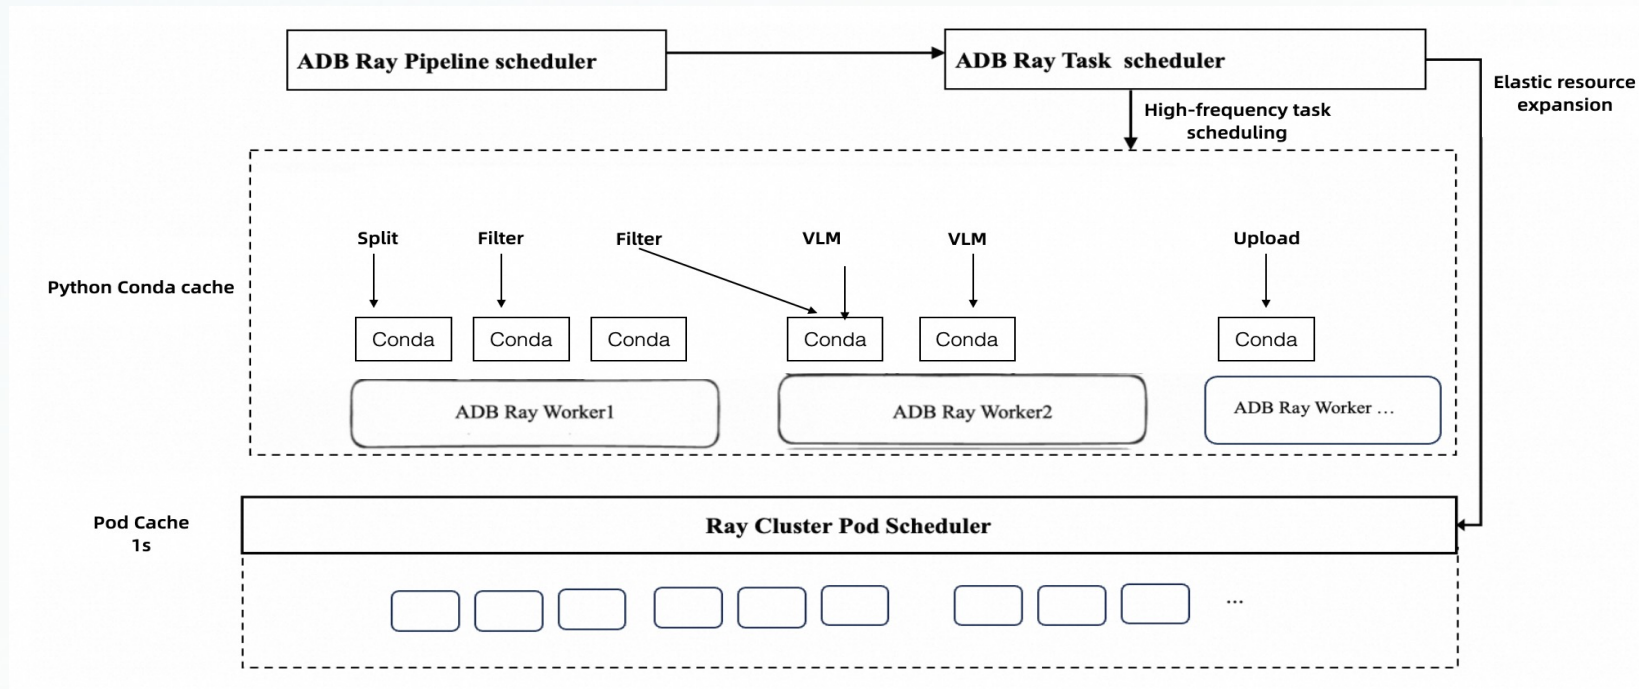 ADB Ray Pipeline scheduler
ADB Ray Task scheduler
Elastic resource
expansion
High-frequency task
scheduling
Split
Filter
Filter
VLM
VLM
Upload
Python Conda cache
Conda
Conda
Conda
Conda
Conda
Conda
ADB Ray Worker1
ADB Ray Worker2
ADB Ray Worker ...
Pod Cache
1s
Ray Cluster Pod Scheduler
...